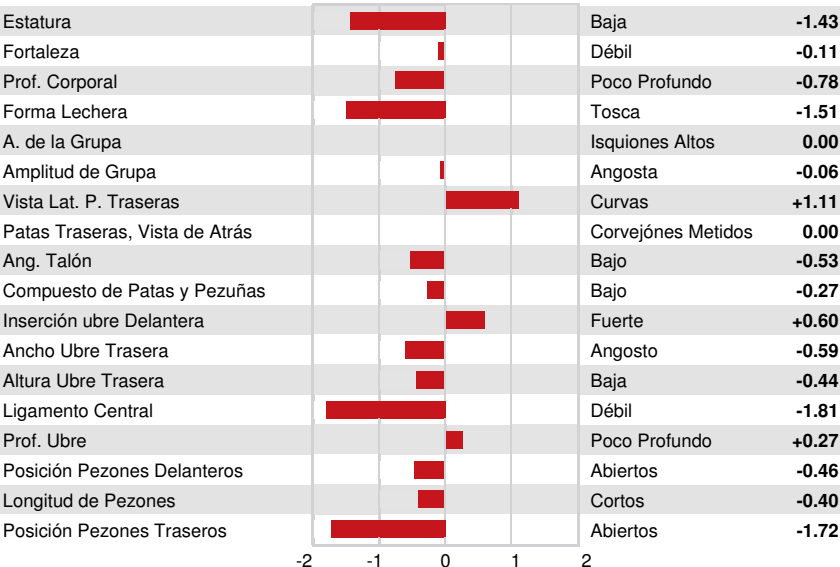 Estatura Baja -1.43
Fortaleza Débil -0.11
Prof. Corporal Poco Profundo -0.78
Forma Lechera Tosca -1.51
A. de la Grupa Isquiones Altos 0.00
Amplitud de Grupa Angosta -0.06
Vista Lat. P. Traseras Curvas +1.11
Patas Traseras, Vista de Atrás Corvejónes Metidos 0.00
Ang. Talón Bajo -0.53
Compuesto de Patas y Pezuñas Bajo -0.27
Inserción ubre Delantera Fuerte +0.60
Ancho Ubre Trasera Angosto -0.59
Altura Ubre Trasera Baja -0.44
Ligamento Central Débil -1.81
Prof. Ubre Poco Profundo +0.27
Posición Pezones Delanteros Abiertos -0.46
Longitud de Pezones Cortos -0.40
Posición Pezones Traseros Abiertos -1.72
-2 -1 0 1 2